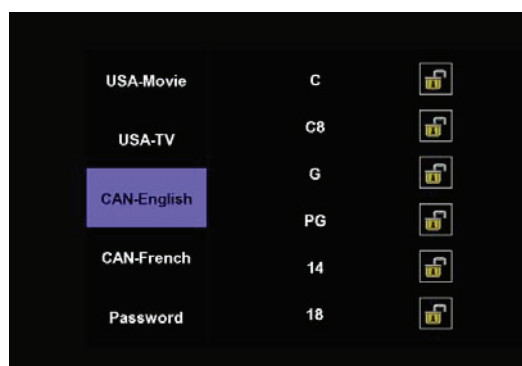 USA-Movie
USA-TV
CAN-English
CAN-French
Password
C
C8
G
PG
14
18